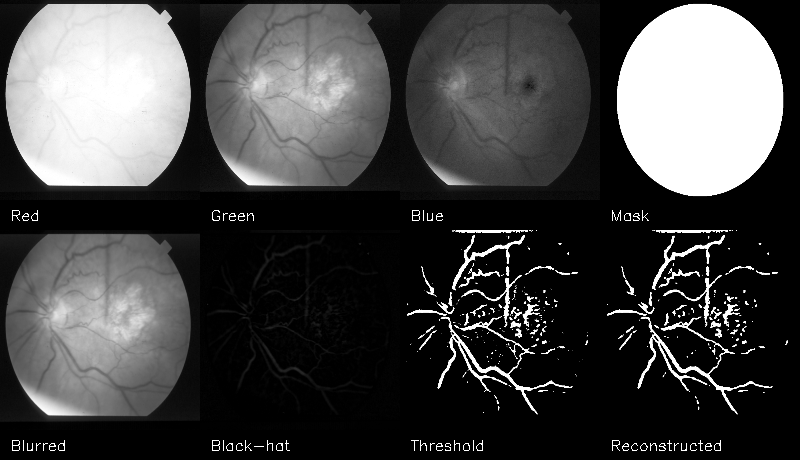 Red
Green
Blue
Mask
Blurred
Black-hat
Threshold
Reconstructed